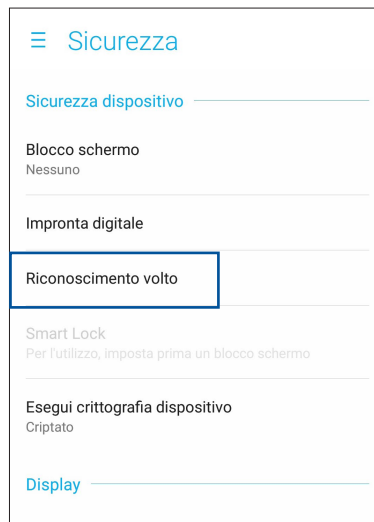 Sicurezza
Sicurezza dispositivo
Blocco schermo
Nessuno
Impronta digitale
Riconoscimento volto
Smart Lock
Per l'utilizzo, imposta prima un blocco schermo
Esegui crittografia dispositivo
Criptato
Display